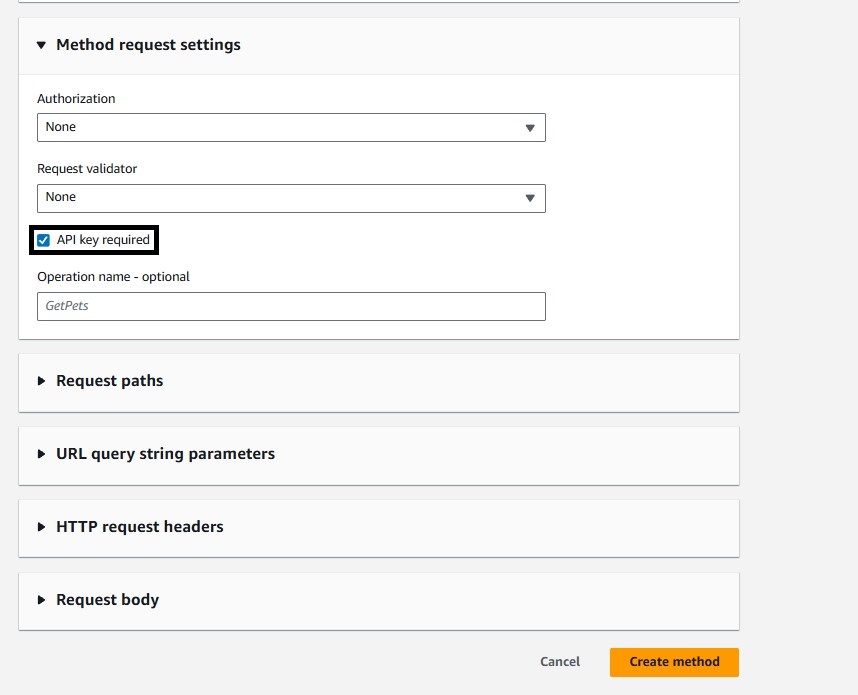 Method request settings
Authorization
None
Request validator
None
API key required
Operation name - optional
GetPets
Request paths
URL query string parameters
HTTP request headers
Request body
Cancel
Create method